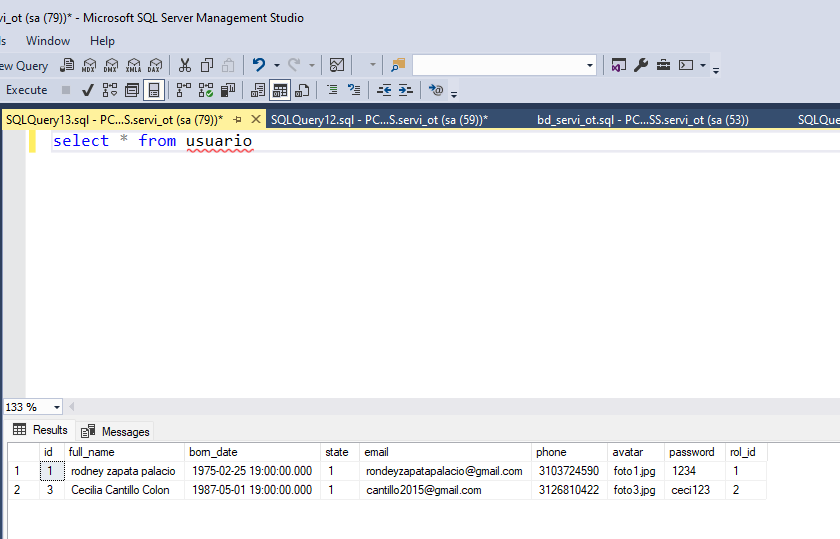 vi_ot (sa (79))* - Microsoft SQL Server Management Studio
ls Window Help
ew Query MDX DMX XMLA DAX
Execute
SQLQuery13.sql - PC...S.servi_ot (sa (79))* SQLQuery12.sql - PC...S.servi_ot (sa (59))* bd_servi_ot.sql - PC...SS.servi_ot (sa (53)) SQLQue
select * from usuario
133 %
Results Messages
id full_name born_date state email phone avatar password rol_id
1 1 rodney zapata palacio 1975-02-25 19:00:00.000 1 rondeyzapatapalacio@gmail.com 3103724590 foto1.jpg 1234 1
2 3 Cecilia Cantillo Colon 1987-05-01 19:00:00.000 1 cantillo2015@gmail.com 3126810422 foto3.jpg ceci123 2